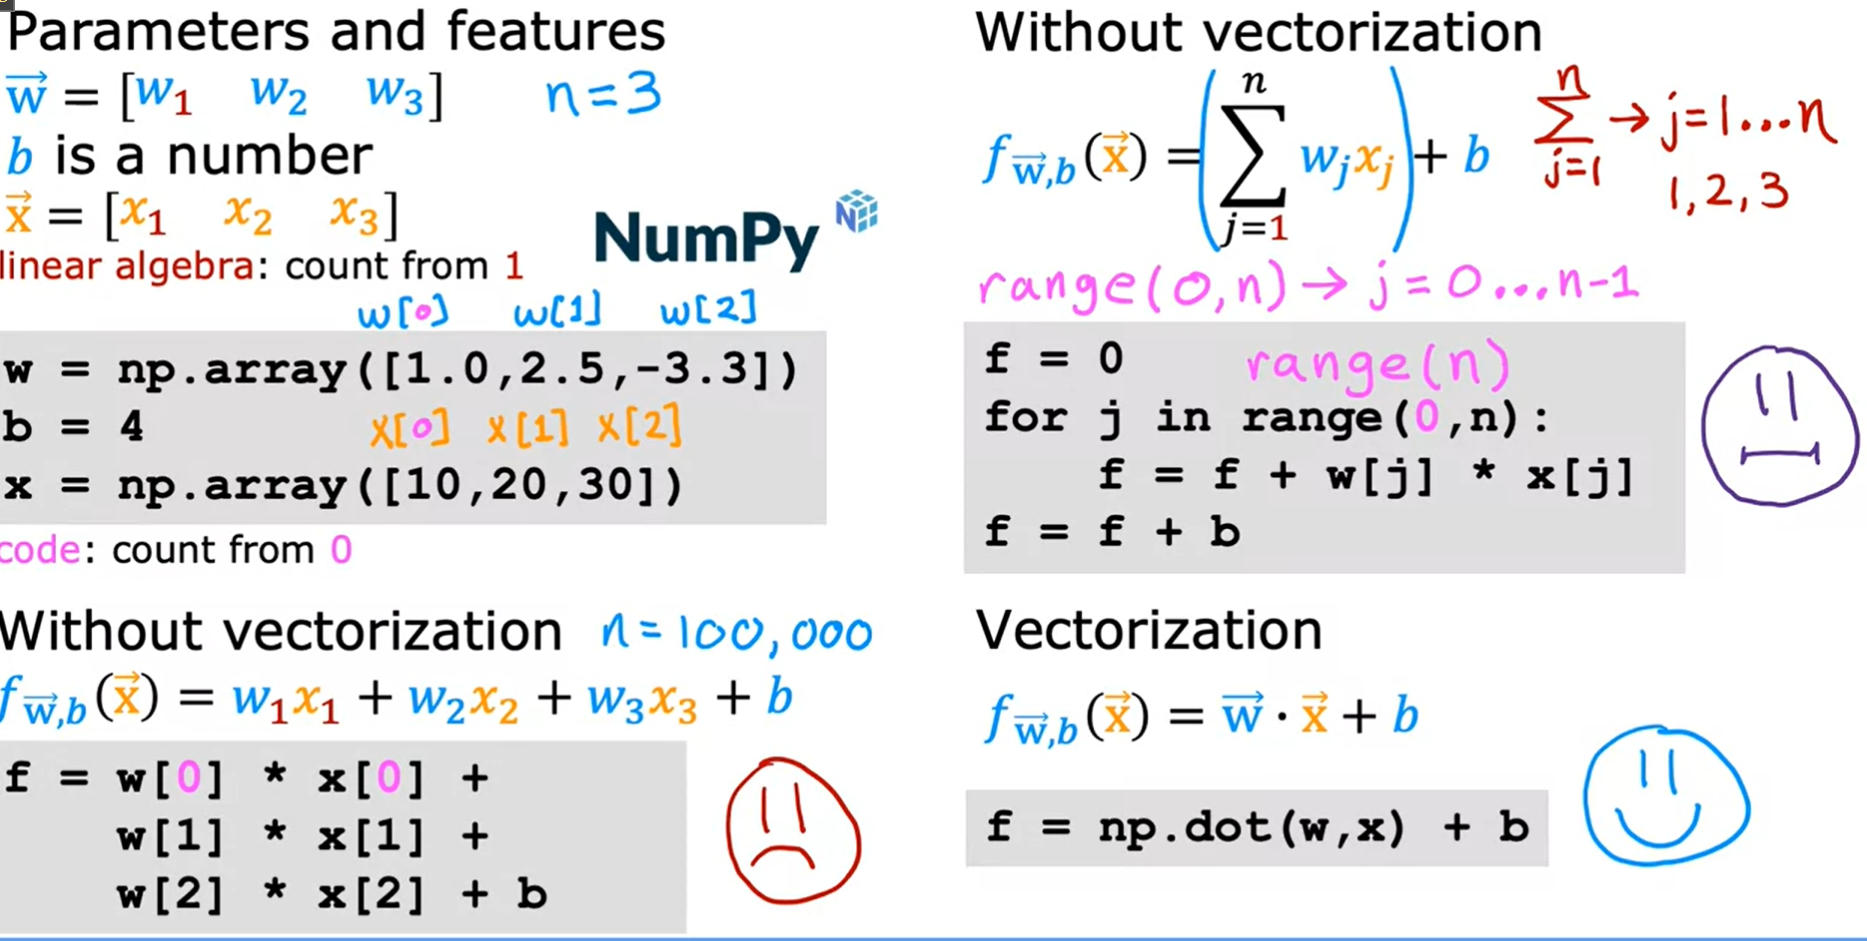 Parameters and features
w⃗ = [w₁ w₂ w₃] n=3
b is a number
x⃗ = [x₁ x₂ x₃]
linear algebra: count from 1
NumPy
w[0] w[1] w[2]
w = np.array([1.0,2.5,-3.3])
b = 4
x[0] x[1] x[2]
x = np.array([10,20,30])
code: count from 0
Without vectorization n=100,000
f w⃗,b (x⃗) = w₁x₁ + w₂x₂ + w₃x₃ + b
f = w[0] * x[0] +
w[1] * x[1] +
w[2] * x[2] + b
Without vectorization
f w⃗,b (x⃗) = (∑ⁿj=1 wⱼxⱼ) + b
∑ⁿj=1 → j=1...n
1,2,3
range(0,n) → j=0...n-1
f = 0
range(n)
for j in range(0,n):
f = f + w[j] * x[j]
f = f + b
Vectorization
f w⃗,b (x⃗) = w⃗ · x⃗ + b
f = np.dot(w,x) + b